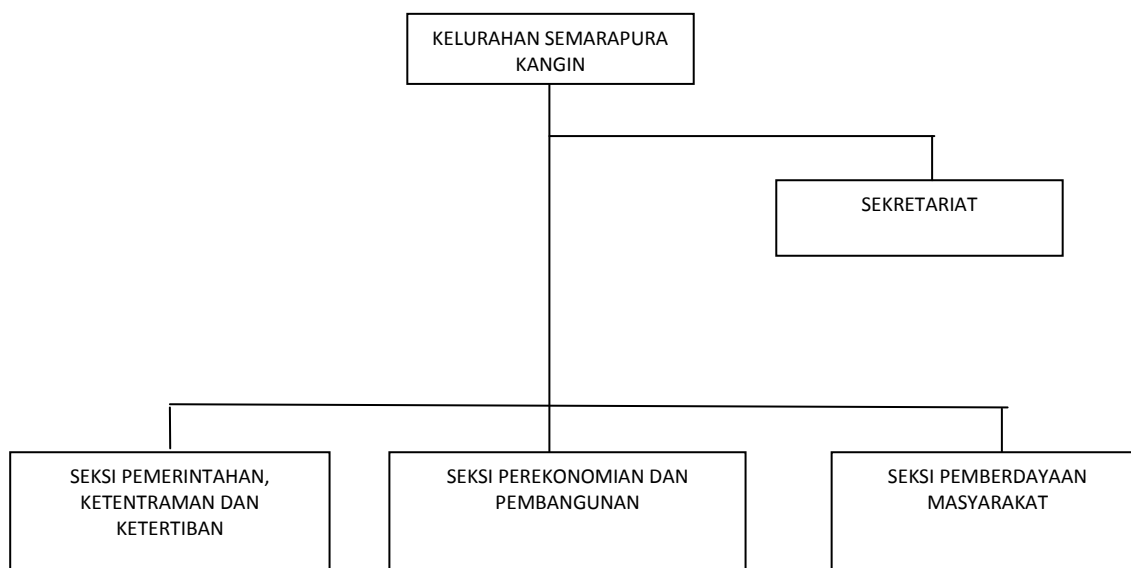 KELURAHAN SEMARAPURA
KANGIN
SEKRETARIAT
SEKSI PEMERINTAHAN,
KETENTRAMAN DAN
KETERTIBAN
SEKSI PEREKONOMIAN DAN
PEMBANGUNAN
SEKSI PEMBERDAYAAN
MASYARAKAT